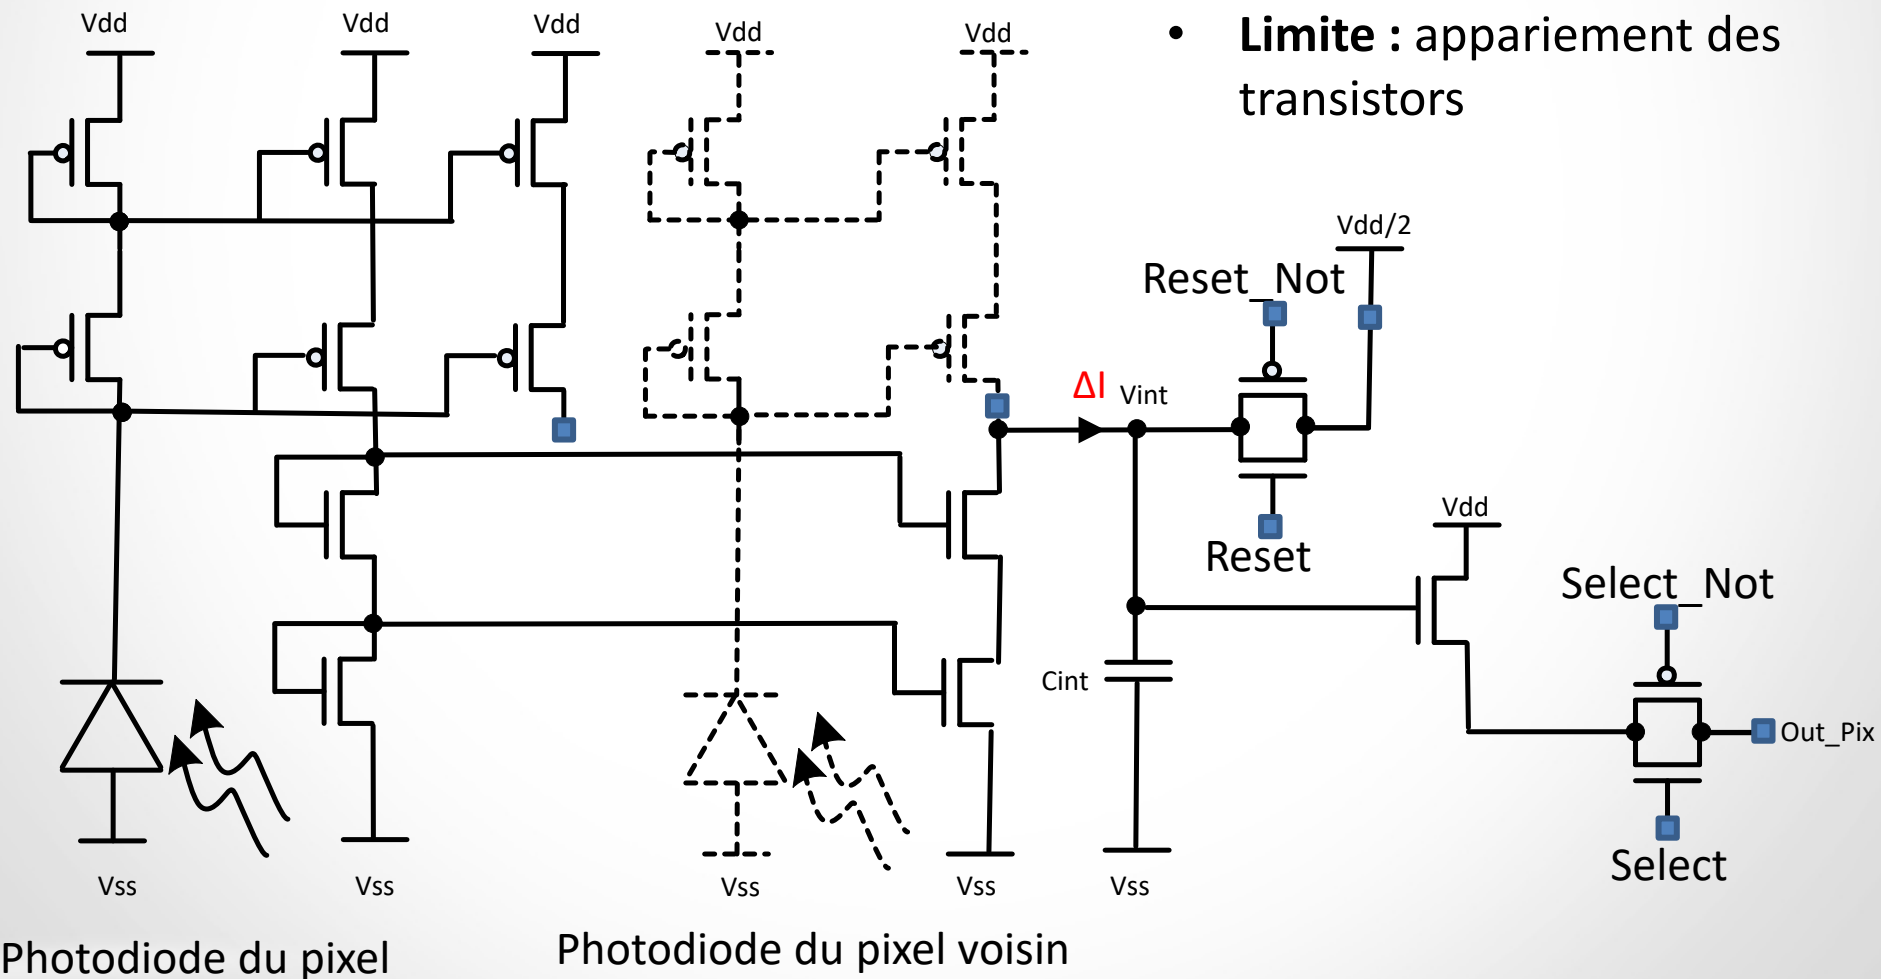 Vdd
Vdd
Vdd
Vdd
Vdd
• Limite : appariement des
transistors
Vdd/2
Reset_Not
ΔI
Vint
Reset
Vdd
Select_Not
Cint
Out_Pix
Select
Vss
Vss
Vss
Vss
Vss
Photodiode du pixel
Photodiode du pixel voisin